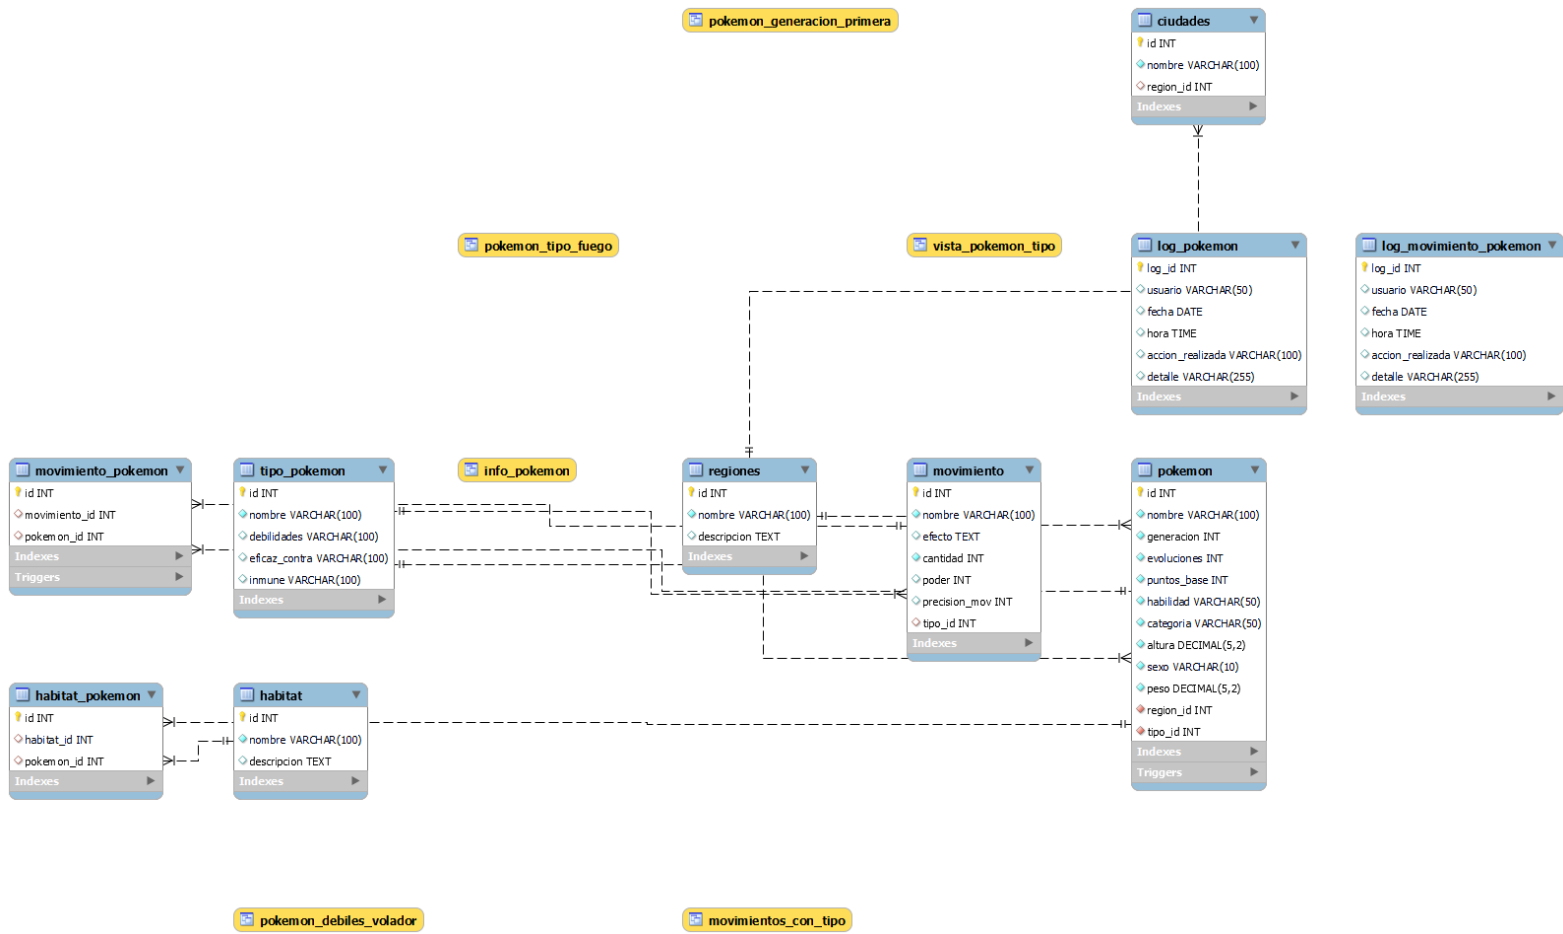 pokemon_generacion_primera
ciudades
id INT
nombre VARCHAR(100)
region_id INT
Indexes
pokemon_tipo_fuego
vista_pokemon_tipo
log_pokemon
log_id INT
usuario VARCHAR(50)
fecha DATE
hora TIME
accion_realizada VARCHAR(100)
detalle VARCHAR(255)
Indexes
log_movimiento_pokemon
log_id INT
usuario VARCHAR(50)
fecha DATE
hora TIME
accion_realizada VARCHAR(100)
detalle VARCHAR(255)
Indexes
movimiento_pokemon
id INT
movimiento_id INT
pokemon_id INT
Indexes
Triggers
tipo_pokemon
id INT
nombre VARCHAR(100)
debilidades VARCHAR(100)
eficaz_contra VARCHAR(100)
inmune VARCHAR(100)
Indexes
info_pokemon
regiones
id INT
nombre VARCHAR(100)
descripcion TEXT
Indexes
movimiento
id INT
nombre VARCHAR(100)
efecto TEXT
cantidad INT
poder INT
precision_mov INT
tipo_id INT
Indexes
pokemon
id INT
nombre VARCHAR(100)
generacion INT
evoluciones INT
puntos_base INT
habilidad VARCHAR(50)
categoria VARCHAR(50)
altura DECIMAL(5,2)
sexo VARCHAR(10)
peso DECIMAL(5,2)
region_id INT
tipo_id INT
Indexes
Triggers
habitat_pokemon
id INT
habitat_id INT
pokemon_id INT
Indexes
habitat
id INT
nombre VARCHAR(100)
descripcion TEXT
Indexes
pokemon_debiles_volador
movimientos_con_tipo